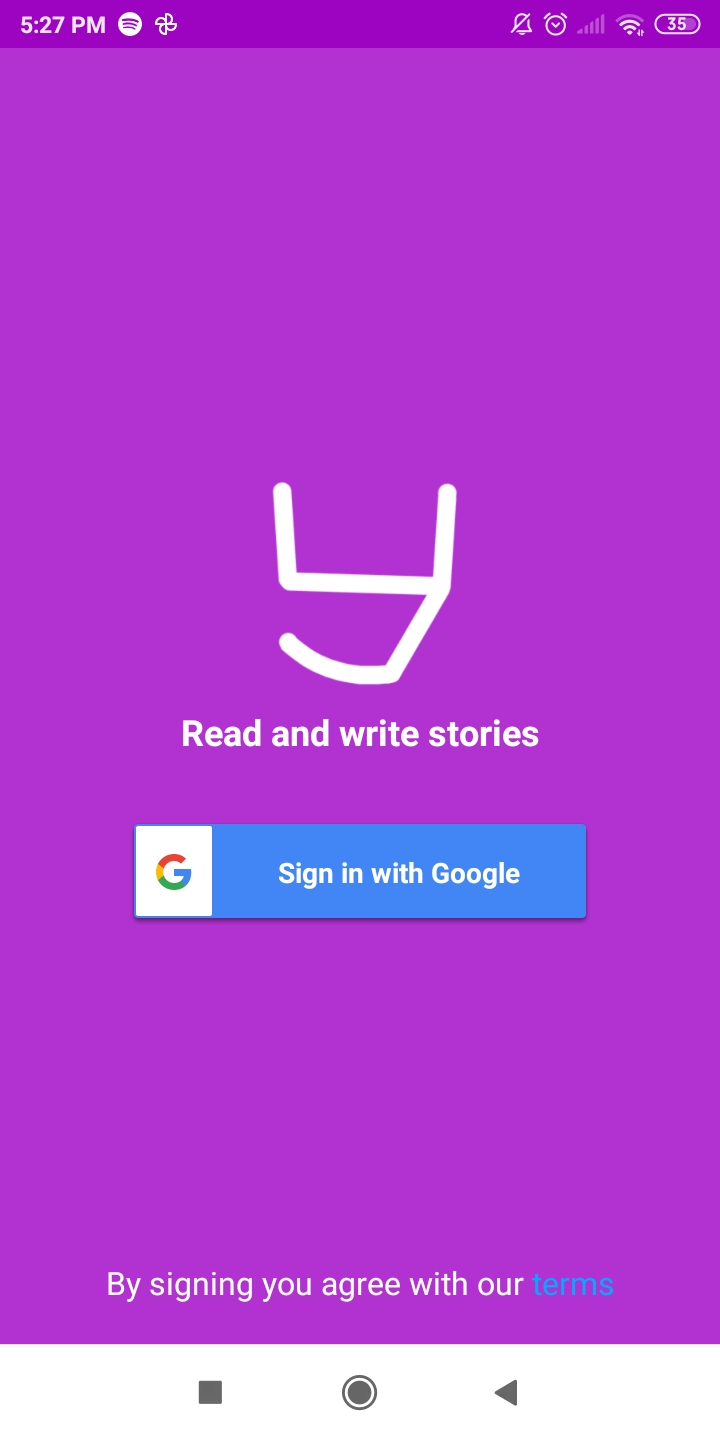 5:27 PM
35
Read and write stories
Sign in with Google
By signing you agree with our terms